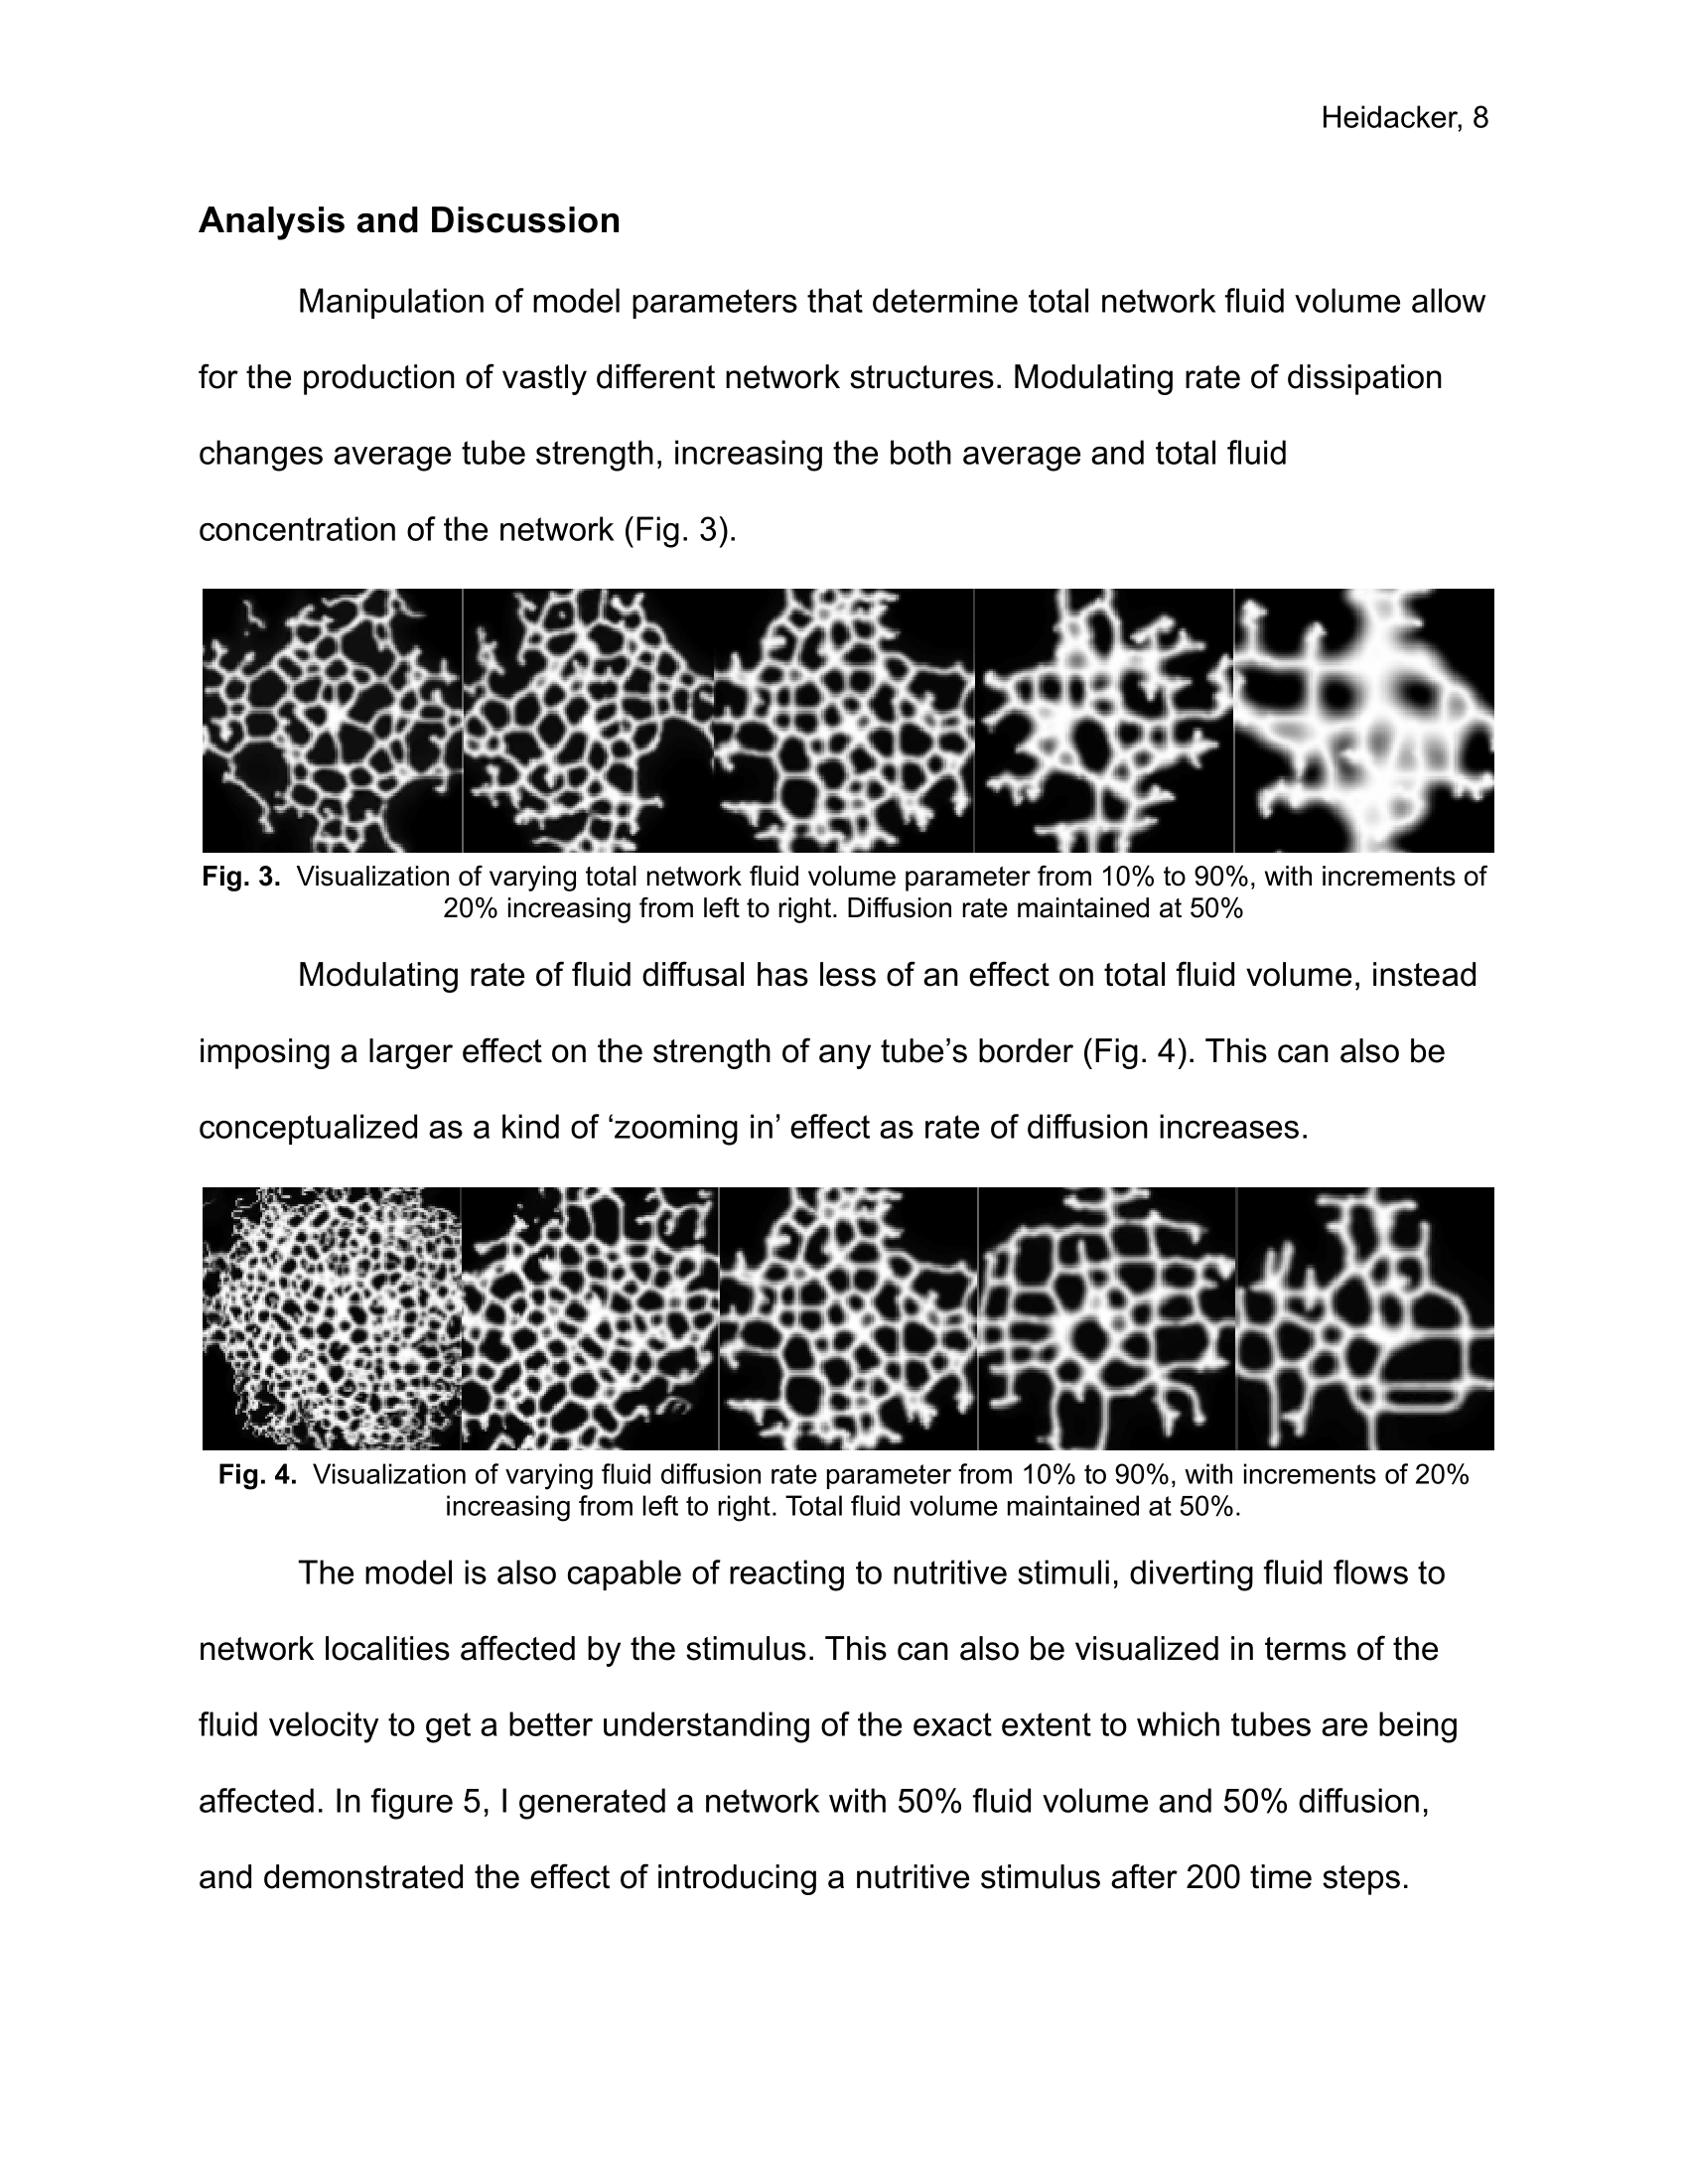 Heidacker, 8
Analysis and Discussion
Manipulation of model parameters that determine total network fluid volume allow
for the production of vastly different network structures. Modulating rate of dissipation
changes average tube strength, increasing the both average and total fluid
concentration of the network (Fig. 3).
Fig. 3.  Visualization of varying total network fluid volume parameter from 10% to 90%, with increments of
20% increasing from left to right. Diffusion rate maintained at 50%
Modulating rate of fluid diffusal has less of an effect on total fluid volume, instead
imposing a larger effect on the strength of any tube’s border (Fig. 4). This can also be
conceptualized as a kind of ‘zooming in’ effect as rate of diffusion increases.
Fig. 4.  Visualization of varying fluid diffusion rate parameter from 10% to 90%, with increments of 20%
increasing from left to right. Total fluid volume maintained at 50%.
The model is also capable of reacting to nutritive stimuli, diverting fluid flows to
network localities affected by the stimulus. This can also be visualized in terms of the
fluid velocity to get a better understanding of the exact extent to which tubes are being
affected. In figure 5, I generated a network with 50% fluid volume and 50% diffusion,
and demonstrated the effect of introducing a nutritive stimulus after 200 time steps.